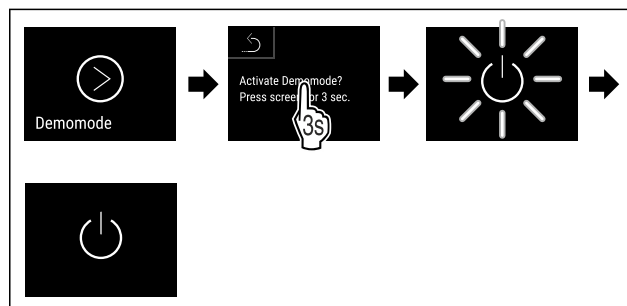 Demomode
Activate Demomode?
Press screen for 3 sec.
3s